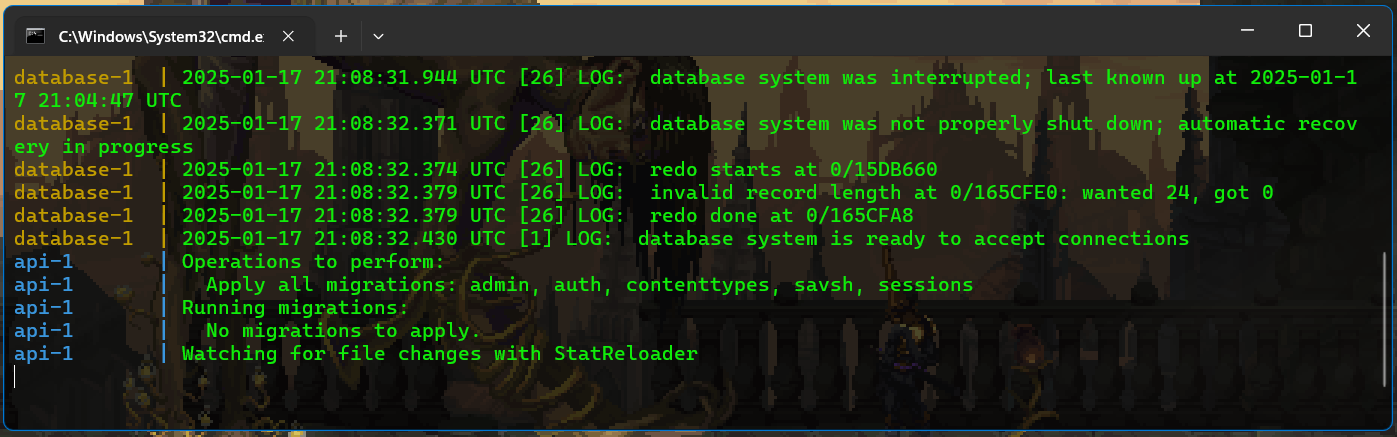 C:\Windows\System32\cmd.e
database-1  | 2025-01-17 21:08:31.944 UTC [26] LOG:  database system was interrupted; last known up at 2025-01-1
7 21:04:47 UTC
database-1  | 2025-01-17 21:08:32.371 UTC [26] LOG:  database system was not properly shut down; automatic recov
ery in progress
database-1  | 2025-01-17 21:08:32.374 UTC [26] LOG:  redo starts at 0/15DB660
database-1  | 2025-01-17 21:08:32.379 UTC [26] LOG:  invalid record length at 0/165CFE0: wanted 24, got 0
database-1  | 2025-01-17 21:08:32.379 UTC [26] LOG:  redo done at 0/165CFA8
database-1  | 2025-01-17 21:08:32.430 UTC [1] LOG:  database system is ready to accept connections
api-1       | Operations to perform:
api-1       |   Apply all migrations: admin, auth, contenttypes, savsh, sessions
api-1       | Running migrations:
api-1       |   No migrations to apply.
api-1       | Watching for file changes with StatReloader